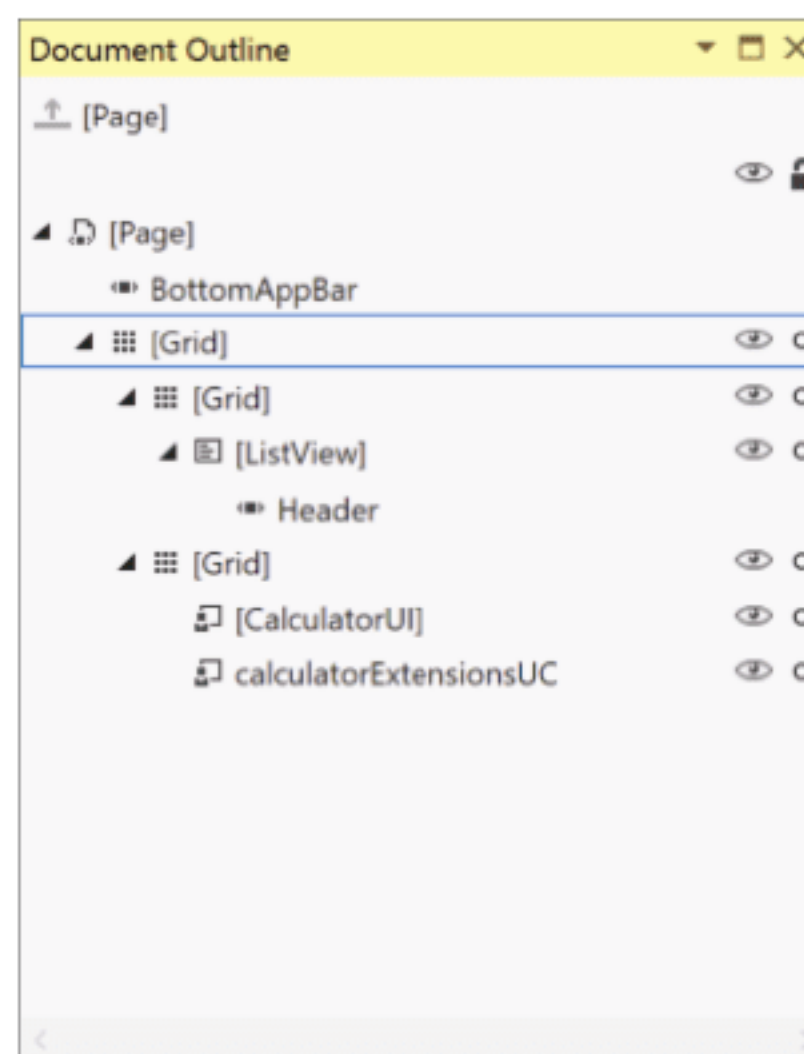 Document Outline
[Page]
[Page]
BottomAppBar
[Grid]
[Grid]
[ListView]
Header
[Grid]
[CalculatorUI]
calculatorExtensionsUC